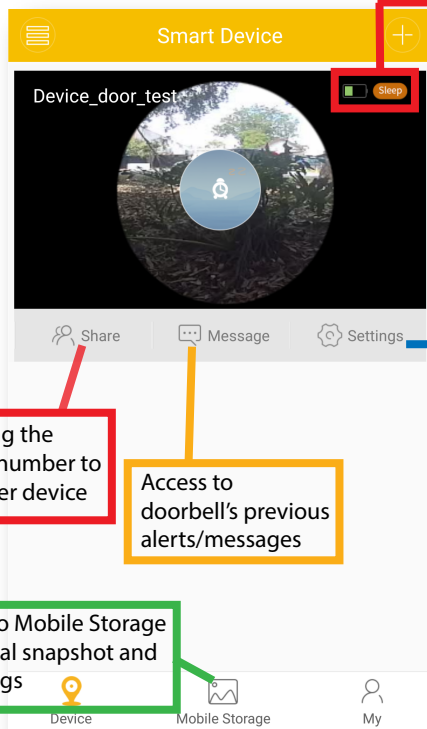 Smart Device
Device_door_test
Sleep
Share
Message
Settings
g the
number to
er device
Access to
doorbell's previous
alerts/messages
o Mobile Storage
al snapshot and
gs
Device
Mobile Storage
My